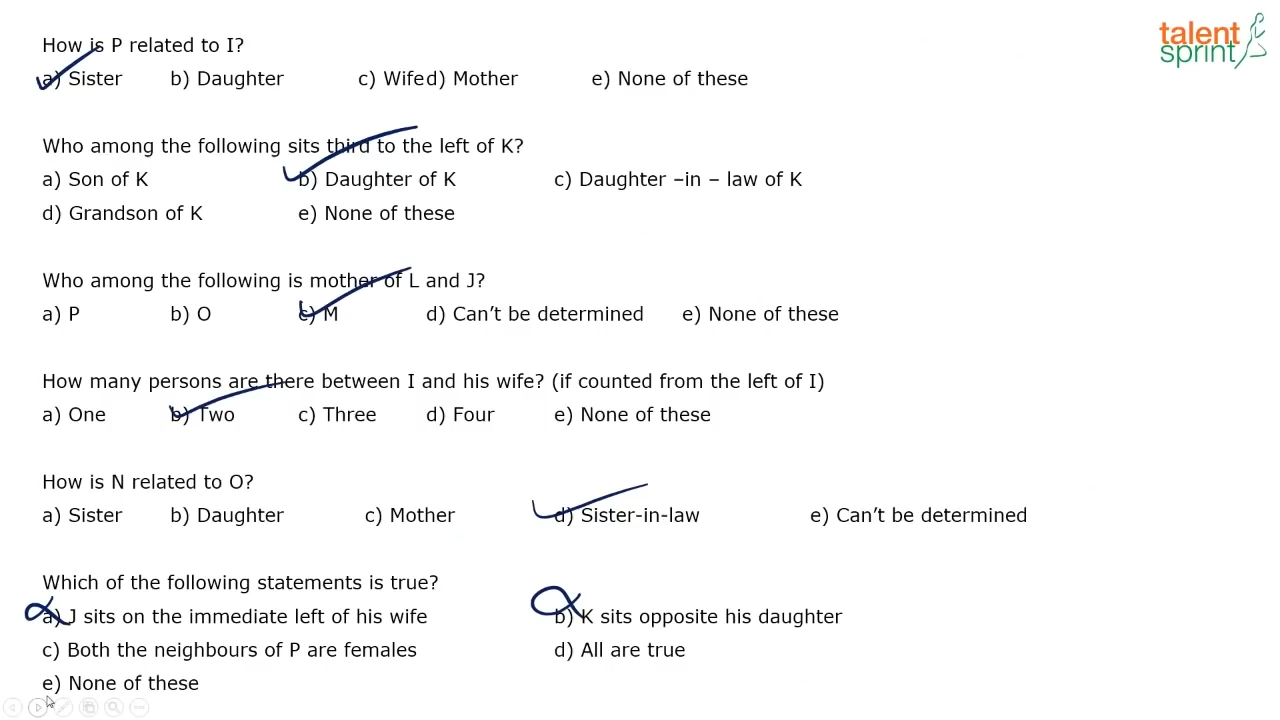 talent
sprint
How is P related to I?
a) Sister b) Daughter c) Wifed) Mother e) None of these
Who among the following sits third to the left of K?
a) Son of K b) Daughter of K c) Daughter –in – law of K
d) Grandson of K e) None of these
Who among the following is mother of L and J?
a) P b) O c) M d) Can’t be determined e) None of these
How many persons are there between I and his wife? (if counted from the left of I)
a) One b) Two c) Three d) Four e) None of these
How is N related to O?
a) Sister b) Daughter c) Mother d) Sister-in-law e) Can’t be determined
Which of the following statements is true?
a) J sits on the immediate left of his wife b) K sits opposite his daughter
c) Both the neighbours of P are females d) All are true
e) None of these